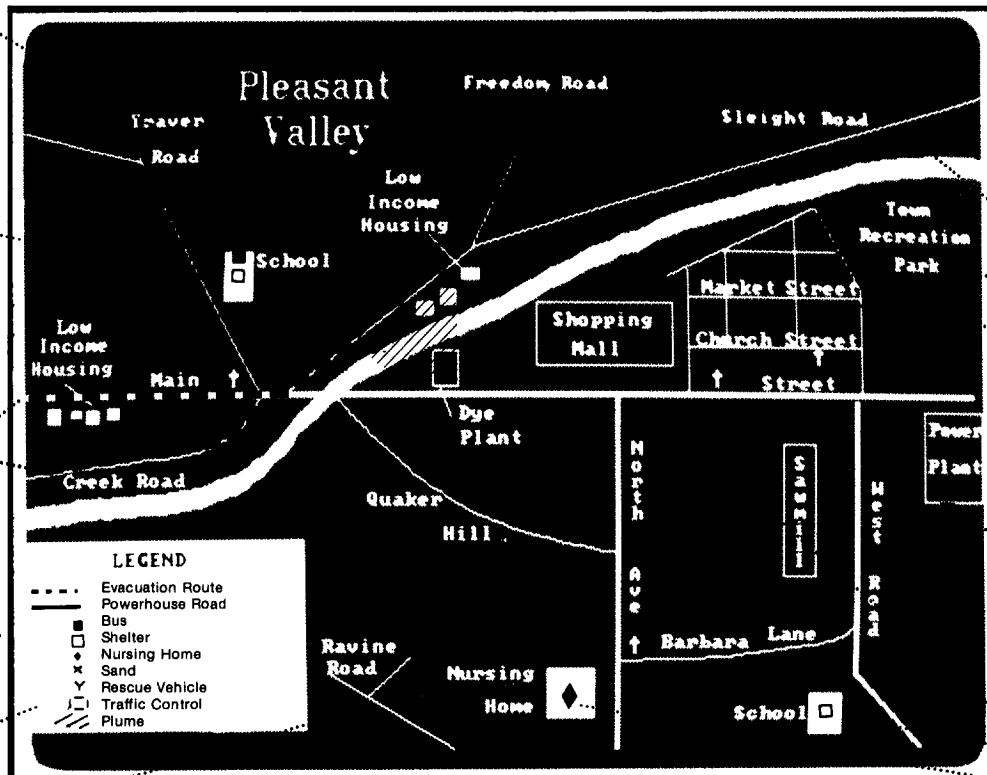 Pleasant
Valley
Freedom Road
Sleight Road
Traver
Road
Low
Income
Housing
Town
Recreation
Park
School
Market Street
Shopping
Mall
Church Street
Low
Income
Housing
Main
Street
Dye
Plant
Power
Plant
Creek Road
Quaker
Hill
North Ave
Sawmill
West Road
Barbara Lane
Ravine
Road
Nursing
Home
School
LEGEND
Evacuation Route
Powerhouse Road
Bus
Shelter
Nursing Home
Sand
Rescue Vehicle
Traffic Control
Plume